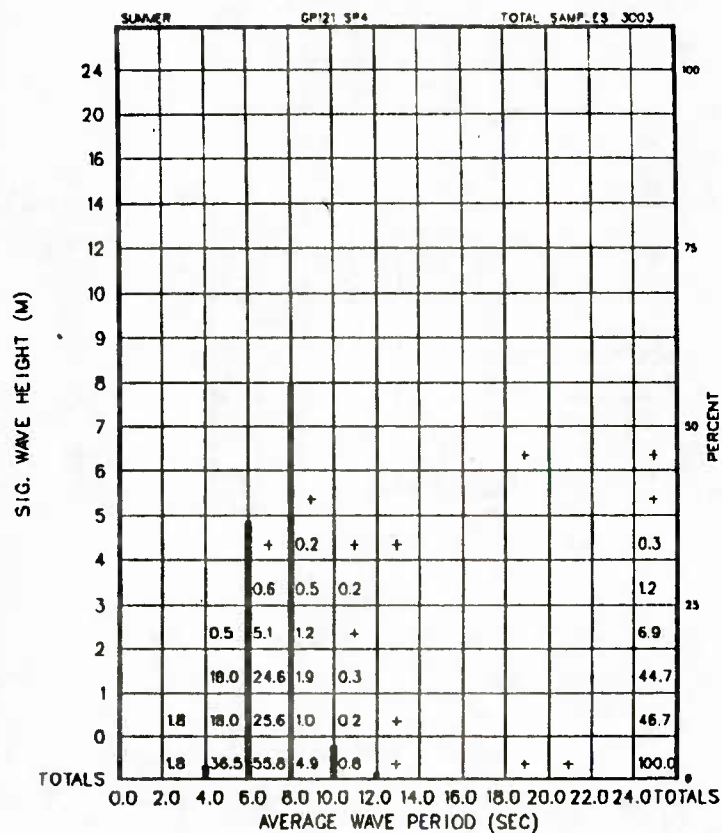 SUMMER GP121 SP4 TOTAL SAMPLES 3003
24 100
20
16
14
12 75
10
9
8
7 50
6 + +
5 + +
4 + 0.2 + + 0.3
3 0.6 0.5 0.2 1.2
2 0.5 5.1 1.2 + 6.9
1 18.0 24.6 1.9 0.3 44.7
0 1.8 18.0 25.6 1.0 0.2 + 46.7
TOTALS 1.8 36.5 55.8 4.9 0.8 + + + 100.0 0
25
0.0 2.0 4.0 6.0 8.0 10.0 12.0 14.0 16.0 18.0 20.0 22.0 24.0 TOTALS
AVERAGE WAVE PERIOD (SEC)
SIG. WAVE HEIGHT (M)
PERCENT